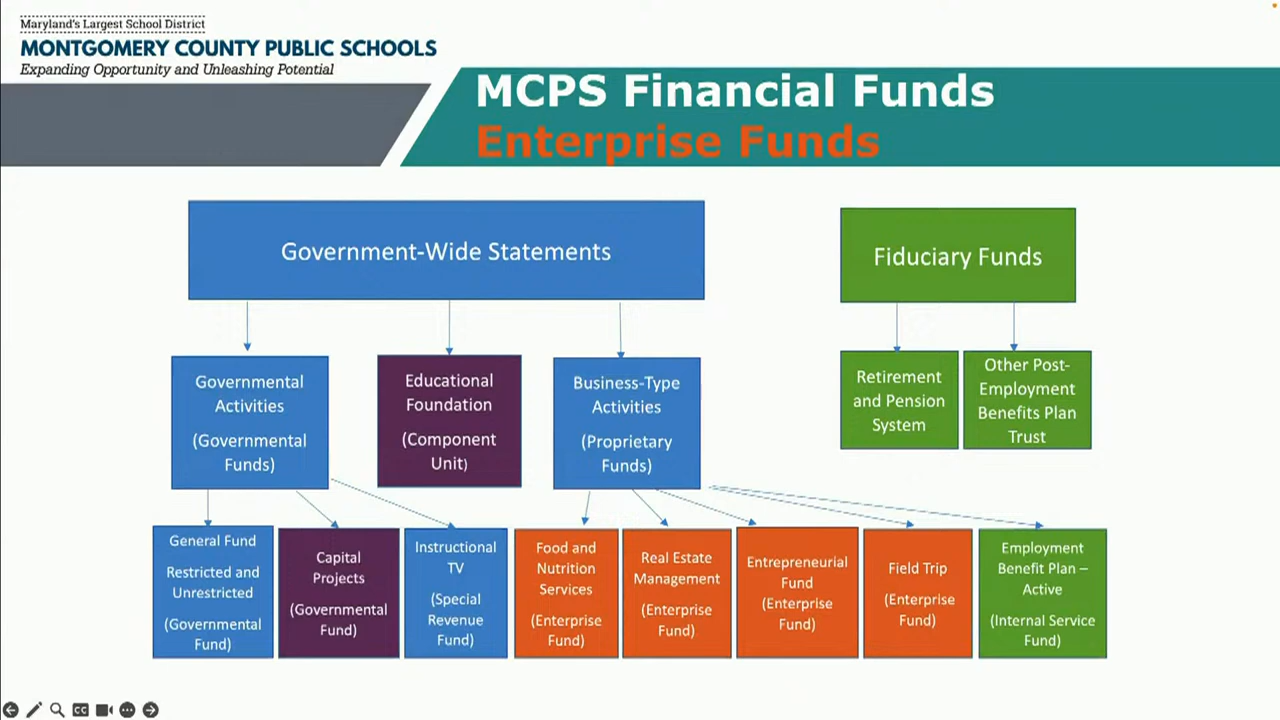 Maryland's Largest School District
MONTGOMERY COUNTY PUBLIC SCHOOLS
Expanding Opportunity and Unleashing Potential
MCPS Financial Funds
Enterprise Funds
Government-Wide Statements
Fiduciary Funds
Governmental
Activities
(Governmental
Funds)
Educational
Foundation
(Component
Unit)
Business-Type
Activities
(Proprietary
Funds)
Retirement
and Pension
System
Other Post-
Employment
Benefits Plan
Trust
General Fund
Restricted and
Unrestricted
(Governmental
Fund)
Capital
Projects
(Governmental
Fund)
Instructional
TV
(Special
Revenue
Fund)
Food and
Nutrition
Services
(Enterprise
Fund)
Real Estate
Management
(Enterprise
Fund)
Entrepreneurial
Fund
(Enterprise
Fund)
Field Trip
(Enterprise
Fund)
Employment
Benefit Plan –
Active
(Internal Service
Fund)
CC